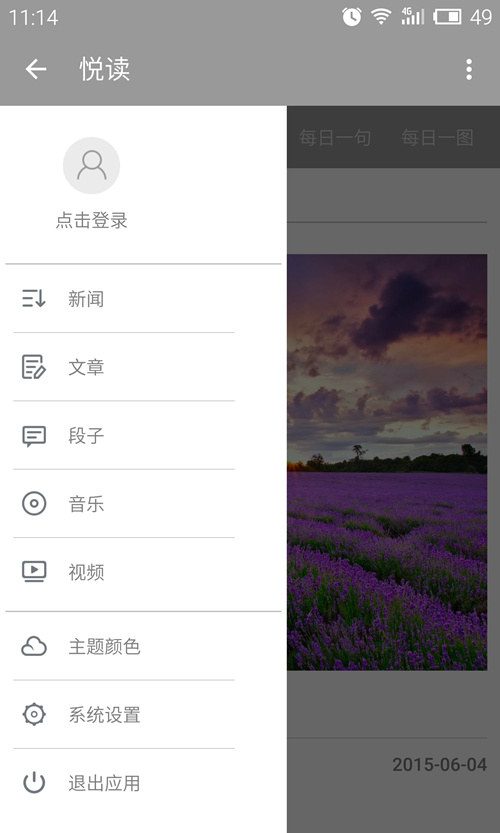 11:14
4G
49
悦读
每日一句 每日一图
点击登录
新闻
文章
段子
音乐
视频
主题颜色
系统设置
退出应用
2015-06-04